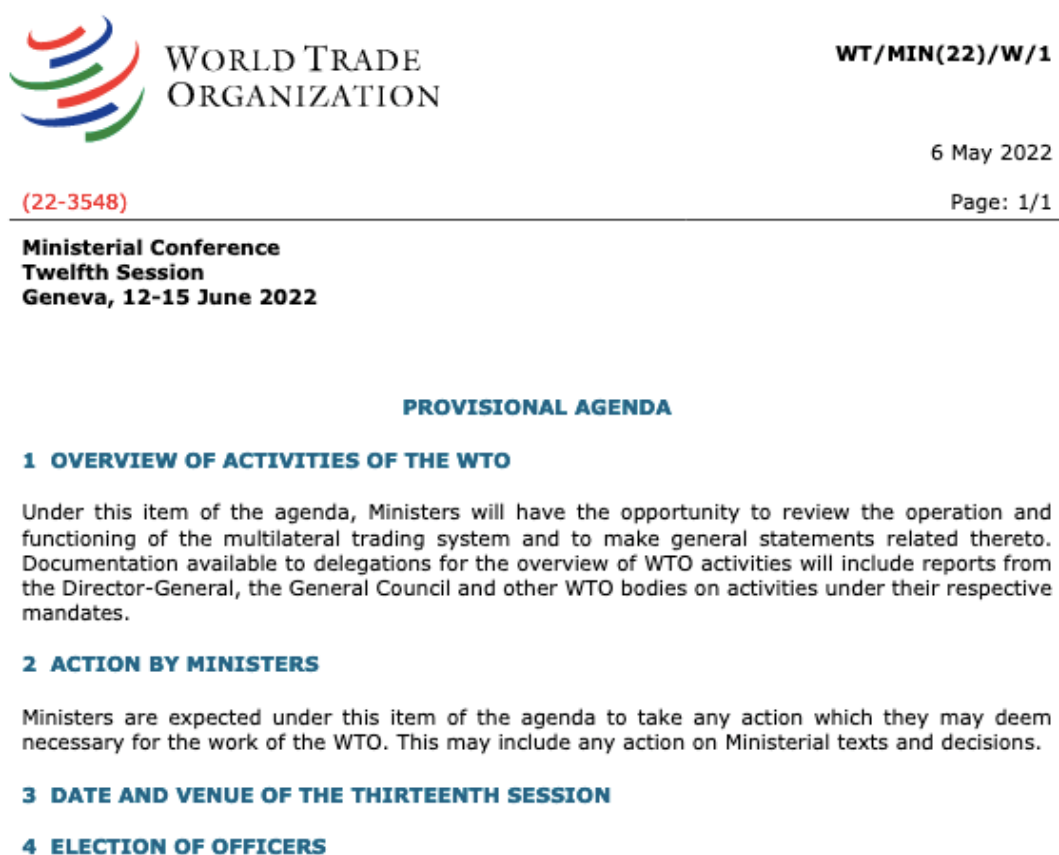 WORLD TRADE
ORGANIZATION
WT/MIN(22)/W/1
6 May 2022
(22-3548)
Page: 1/1
Ministerial Conference
Twelfth Session
Geneva, 12-15 June 2022
PROVISIONAL AGENDA
1 OVERVIEW OF ACTIVITIES OF THE WTO
Under this item of the agenda, Ministers will have the opportunity to review the operation and
functioning of the multilateral trading system and to make general statements related thereto.
Documentation available to delegations for the overview of WTO activities will include reports from
the Director-General, the General Council and other WTO bodies on activities under their respective
mandates.
2 ACTION BY MINISTERS
Ministers are expected under this item of the agenda to take any action which they may deem
necessary for the work of the WTO. This may include any action on Ministerial texts and decisions.
3 DATE AND VENUE OF THE THIRTEENTH SESSION
4 ELECTION OF OFFICERS